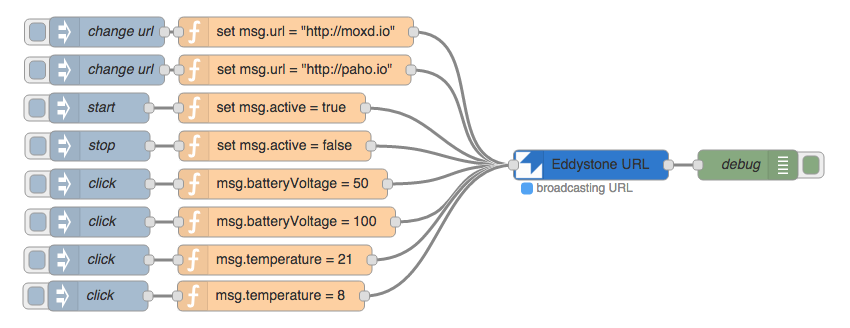 change url set msg.url = "http://moxd.io"
change url set msg.url = "http://paho.io"
start set msg.active = true
stop set msg.active = false
Eddystone URL debug
click msg.batteryVoltage = 50
broadcasting URL
click msg.batteryVoltage = 100
click msg.temperature = 21
click msg.temperature = 8